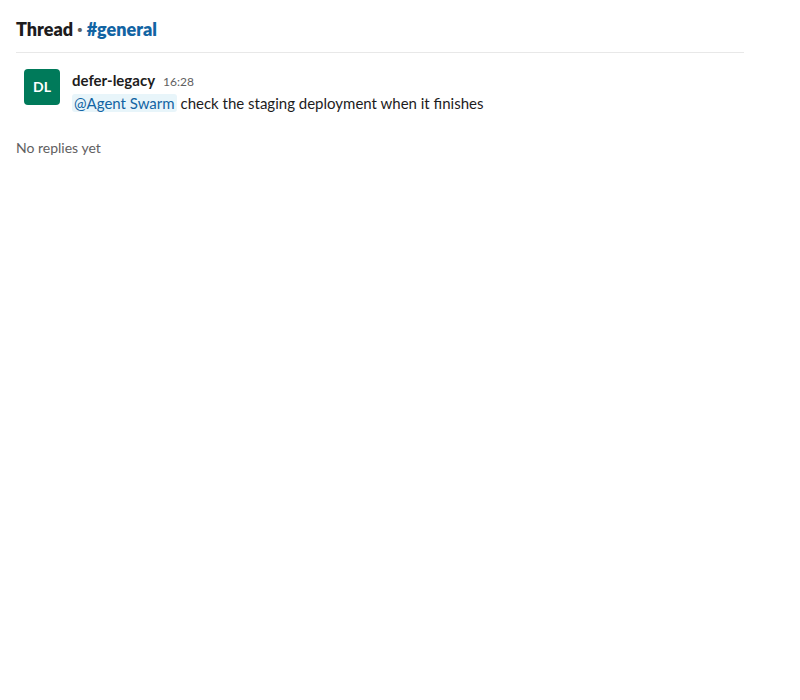 Thread • #general
DL
defer-legacy 16:28
@Agent Swarm check the staging deployment when it finishes
No replies yet